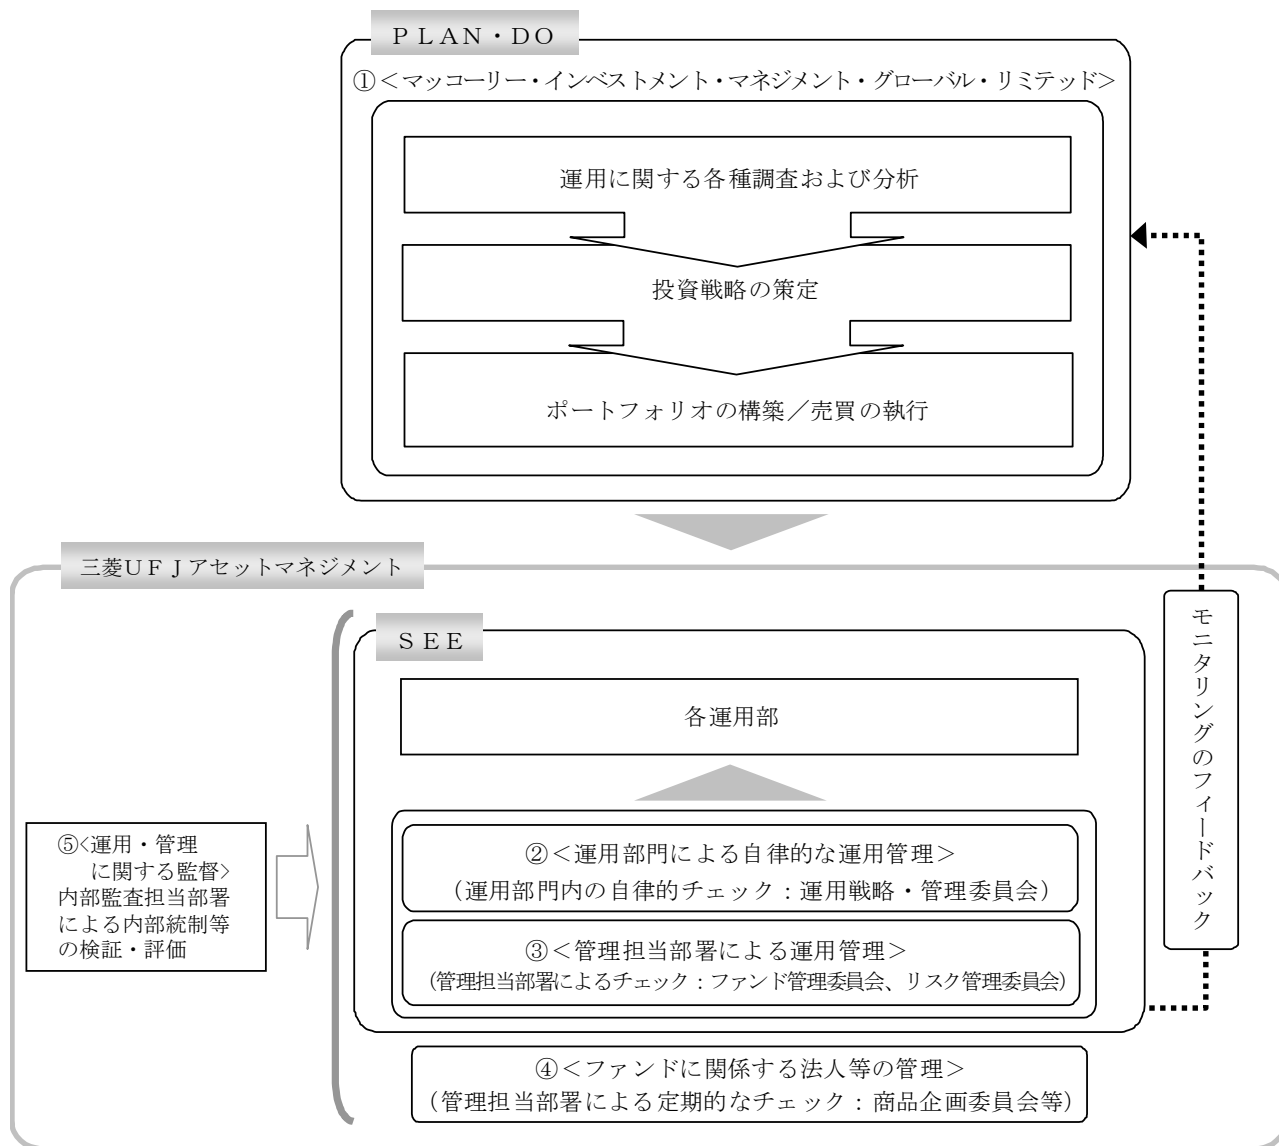 ＰＬＡＮ・ＤＯ
①＜マッコーリー・インベストメント・マネジメント・グローバル・リミテッド＞
運用に関する各種調査および分析
投資戦略の策定
ポートフォリオの構築／売買の執行
三菱ＵＦＪアセットマネジメント
ＳＥＥ
各運用部
②＜運用部門による自律的な運用管理＞
（運用部門内の自律的チェック：運用戦略・管理委員会）
③＜管理担当部署による運用管理＞
（管理担当部署によるチェック：ファンド管理委員会、リスク管理委員会）
④＜ファンドに関係する法人等の管理＞
（管理担当部署による定期的なチェック：商品企画委員会等）
⑤＜運用・管理
に関する監督＞
内部監査担当部署
による内部統制等
の検証・評価
モニタリングのフィードバック